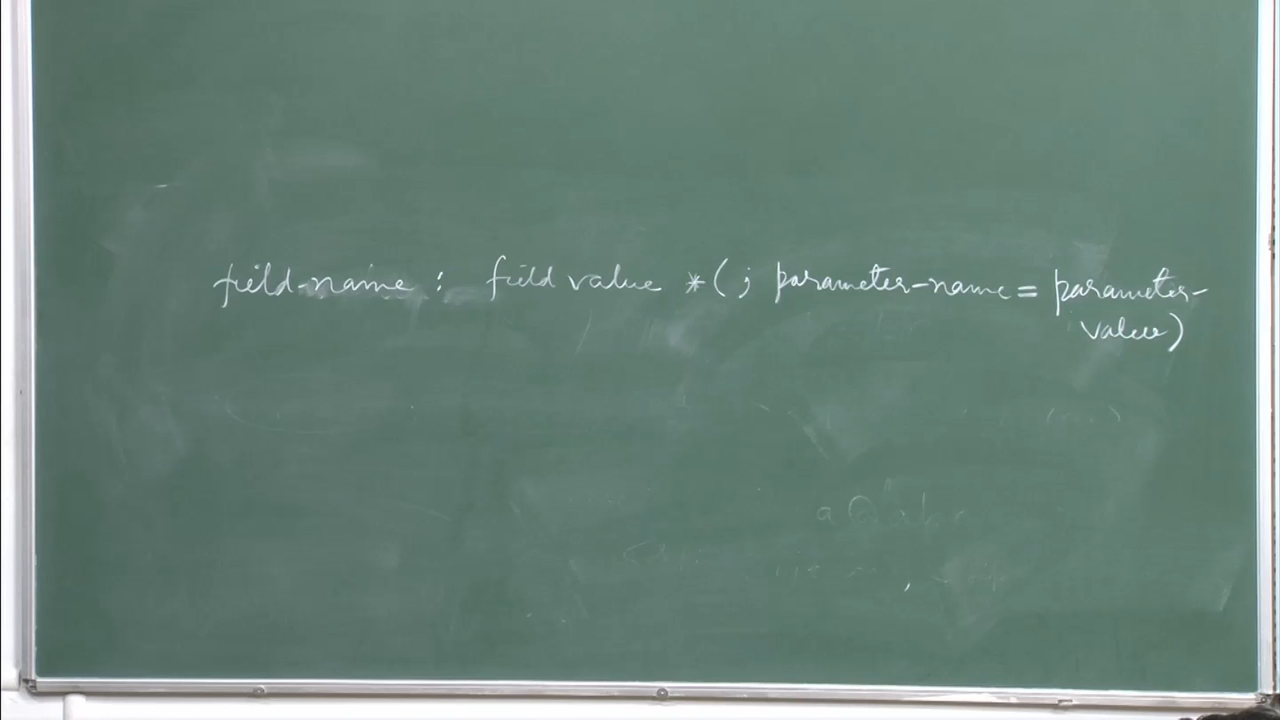 field-name : field value *(; parameter-name = parameter-
value)